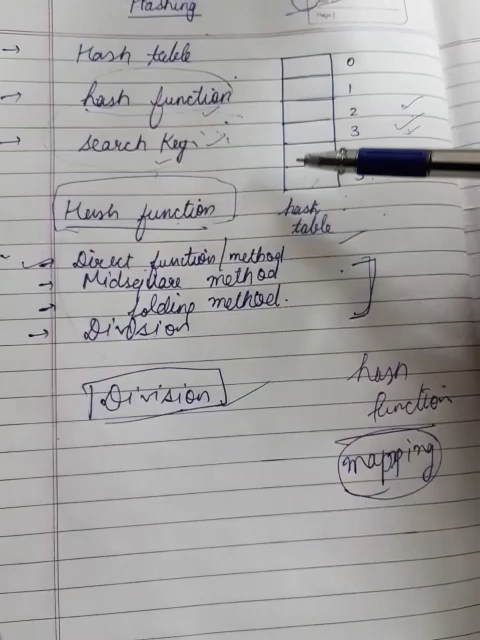 Hashing
Page
Hash table
0
1
hash function
2
3
search Key
Hash function
hash
table
Direct function/method
Midsquare method
folding method.
Division
Division
hash
function
mapping